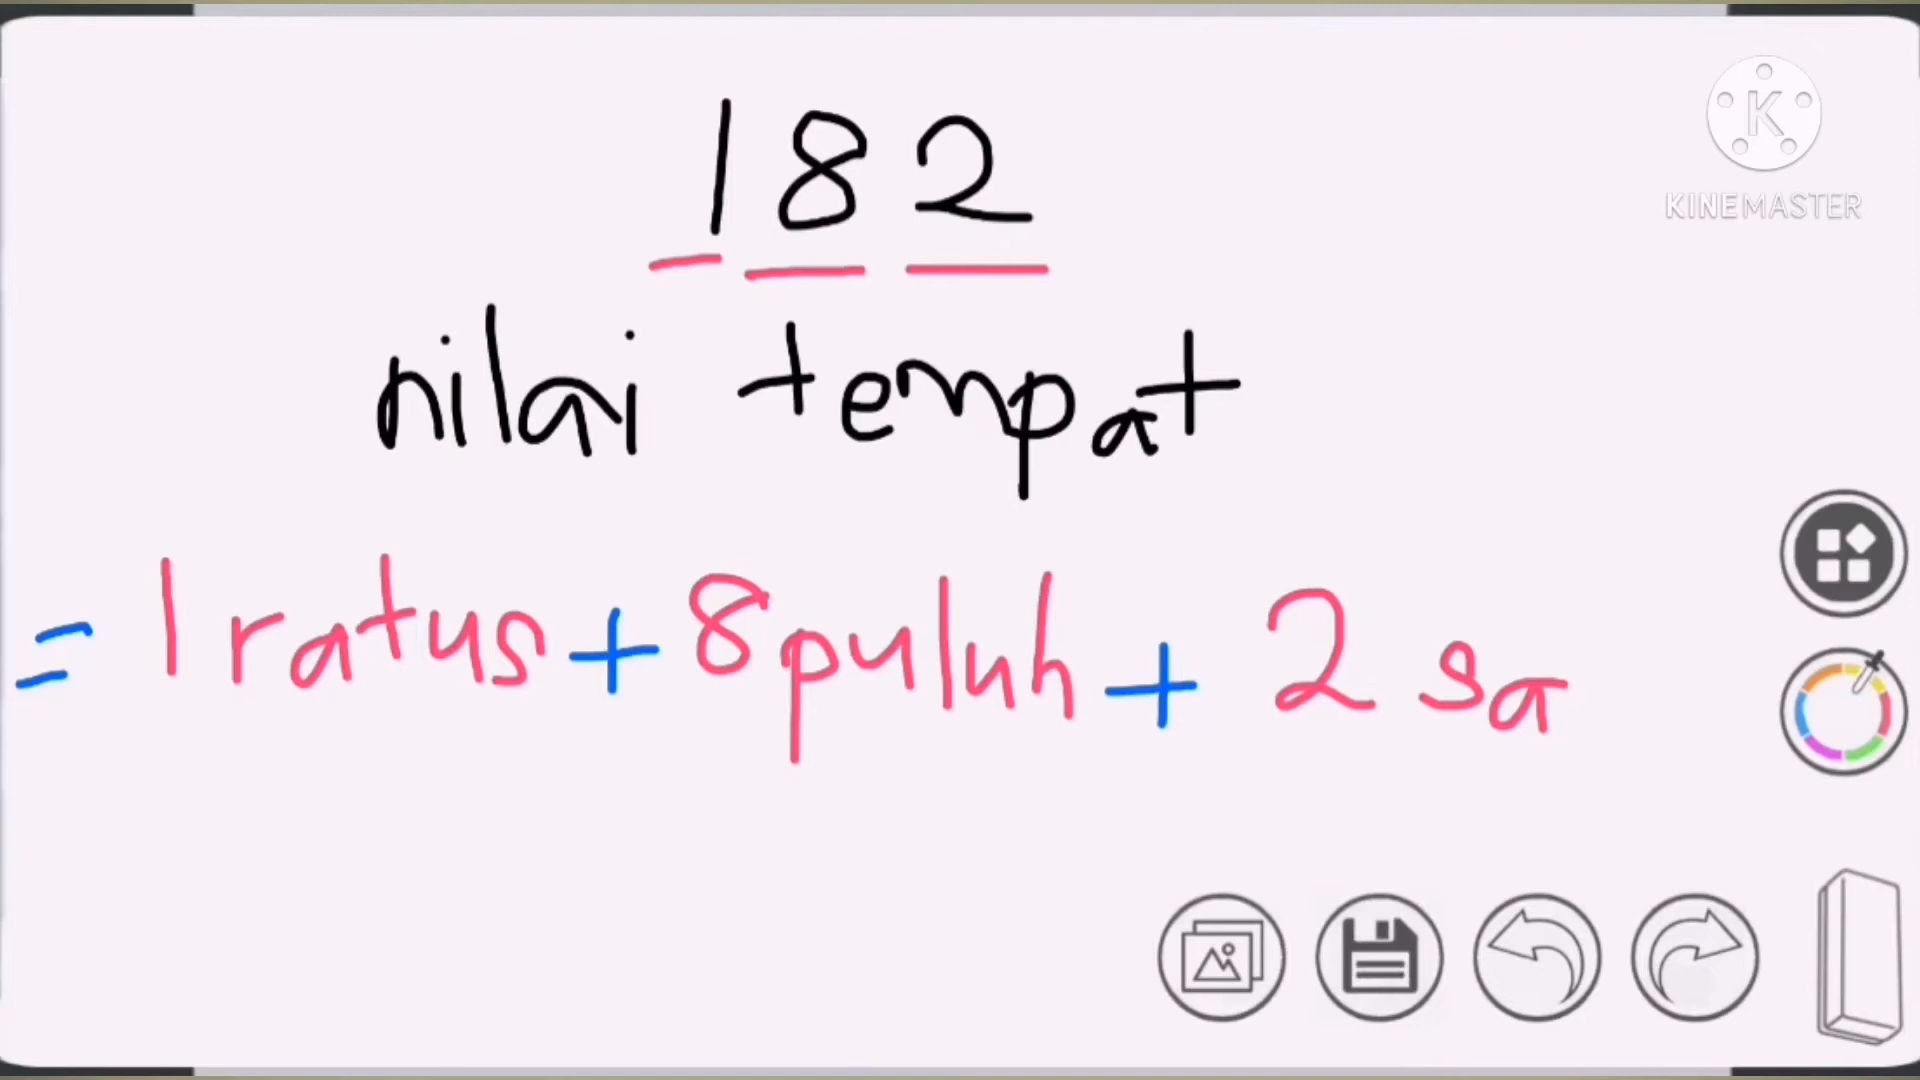 182
KINEMASTER
nilai tempat
= 1 ratus + 8 puluh + 2 sa